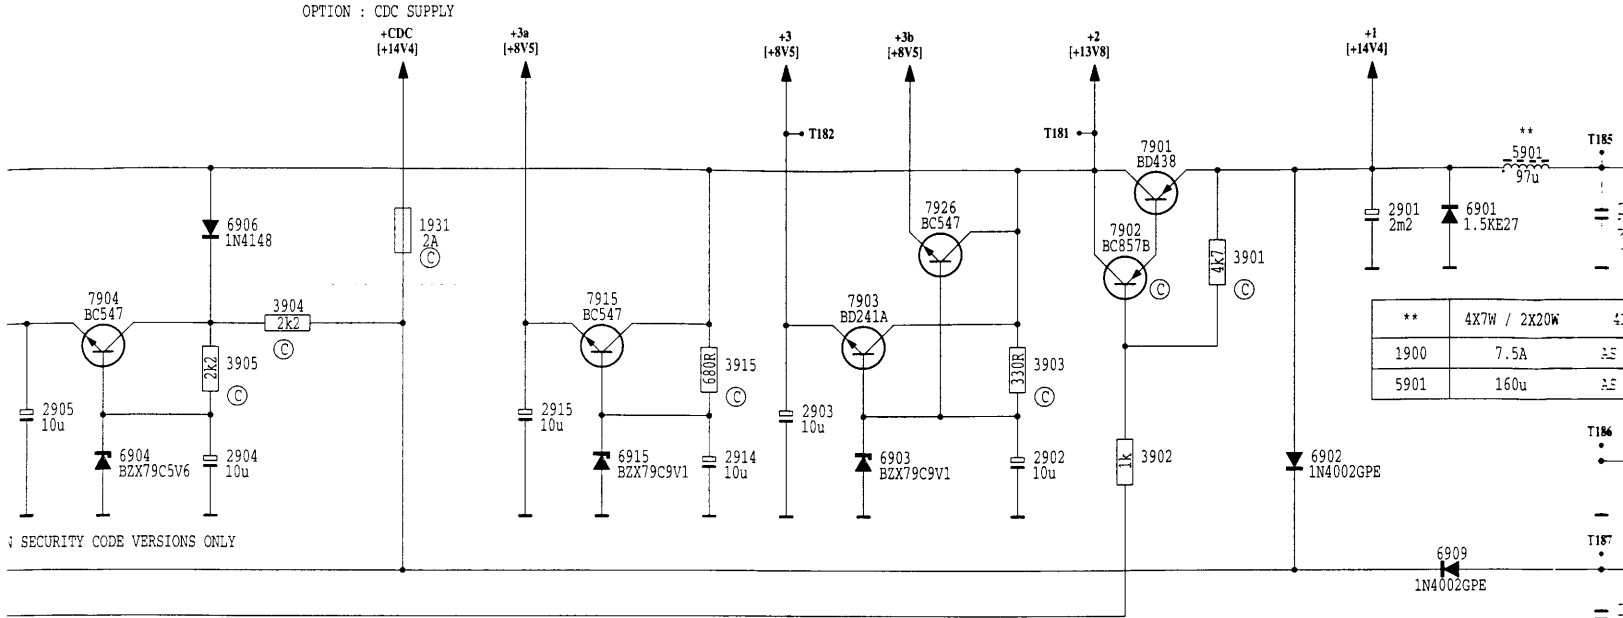 OPTION : CDC SUPPLY
+CDC
[+14V4]
+3a
[+8V5]
+3
[+8V5]
+3b
[+8V5]
+2
[+13V8]
+1
[+14V4]
T182
T181
7901
BD438
**
5901
97u
T185
6906
1N4148
1931
2A
C
7926
BC547
7902
BC857B
C
4k7
3901
C
2901
2m2
6901
1.5KE27
7904
BC547
3904
2k2
C
7915
BC547
7903
BD241A
** 4X7W / 2X20W
1900 7.5A
5901 160u
2k2
3905
C
680R
3915
C
330R
3903
C
2905
10u
2915
10u
2903
10u
6904
BZX79C5V6
2904
10u
6915
BZX79C9V1
2914
10u
6903
BZX79C9V1
2902
10u
1k
3902
6902
1N4002GPE
T186
SECURITY CODE VERSIONS ONLY
T187
6909
1N4002GPE